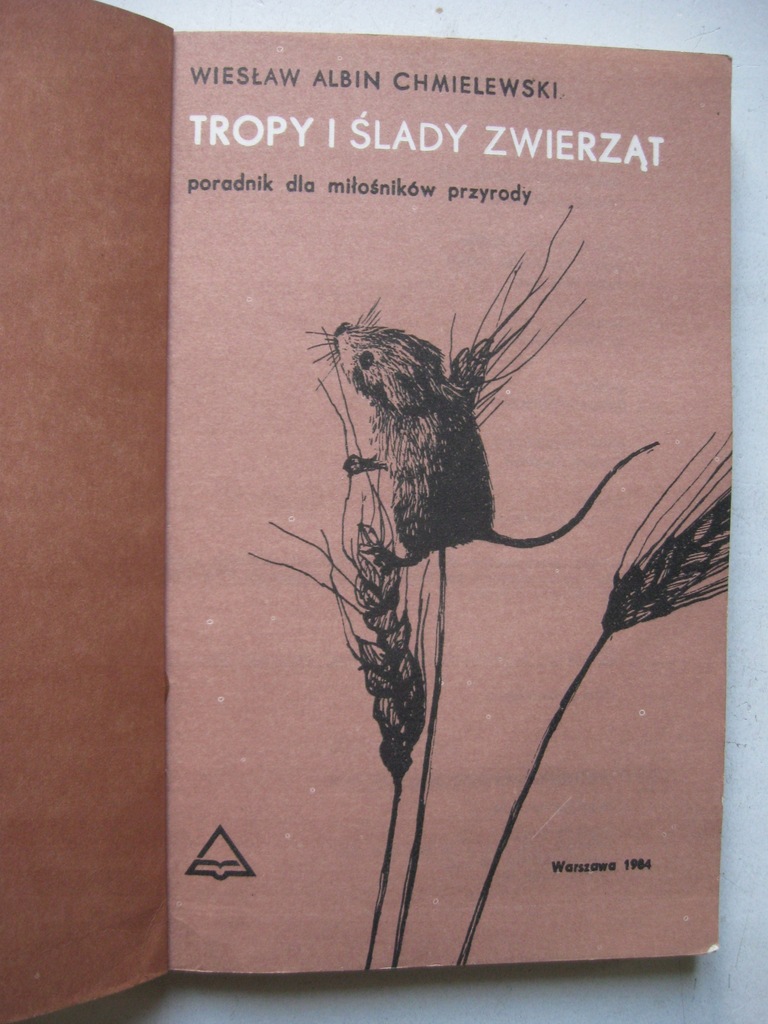 WIESŁAW ALBIN CHMIELEWSKI
TROPY I ŚLADY ZWIERZĄT
poradnik dla miłośników przyrody
Warszawa 1984